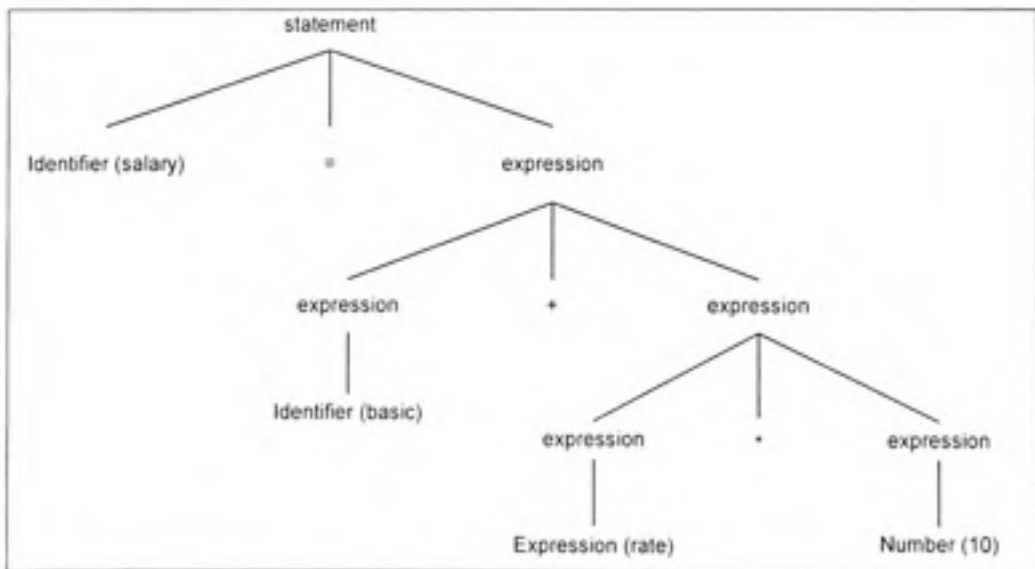 statement
Identifier (salary) = expression
expression + expression
Identifier (basic)
expression * expression
Expression (rate) Number (10)